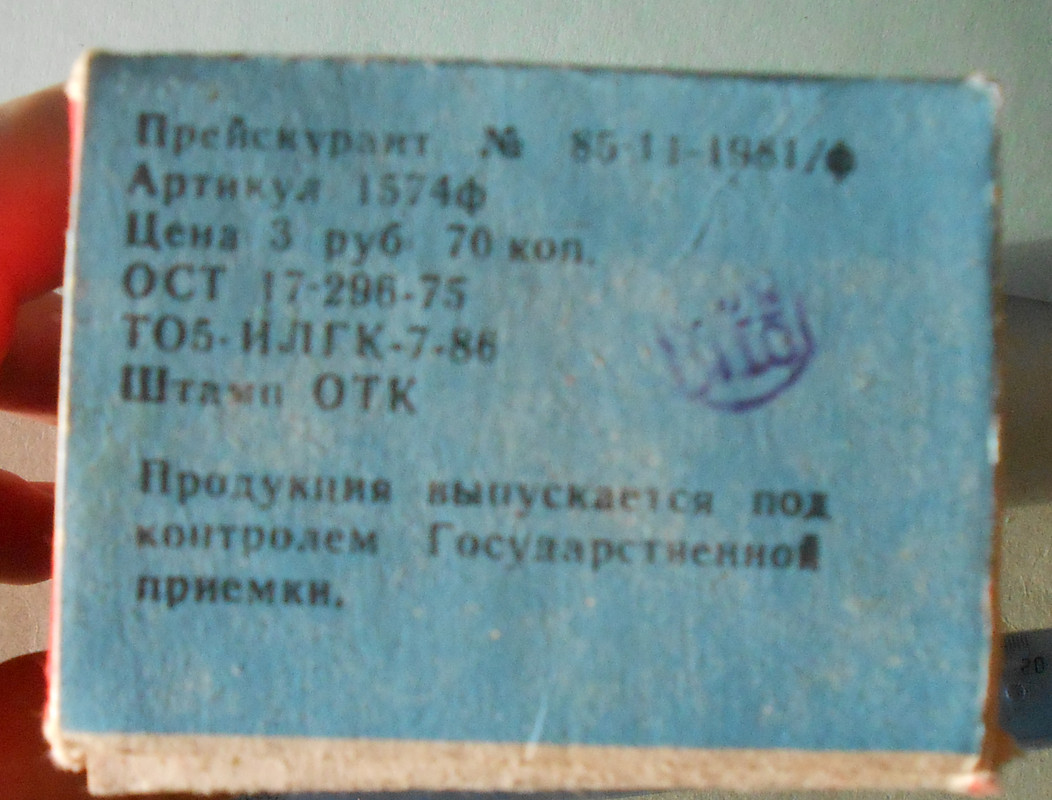 Прейскурант № 85-11-1981/ф
Артикул 1574ф
Цена 3 руб 70 коп.
ОСТ 17-296-75
ТО5-ИЛГК-7-86
Штамп ОТК
Продукция выпускается под
контролем Государственной
приемки.
20